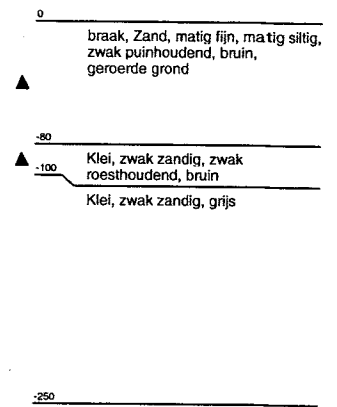 0
braak, Zand, matig fijn, matig siltig,
zwak puinhoudend, bruin,
geroerde grond
-80
Klei, zwak zandig, zwak
-100
roesthoudend, bruin
Klei, zwak zandig, grijs
-250